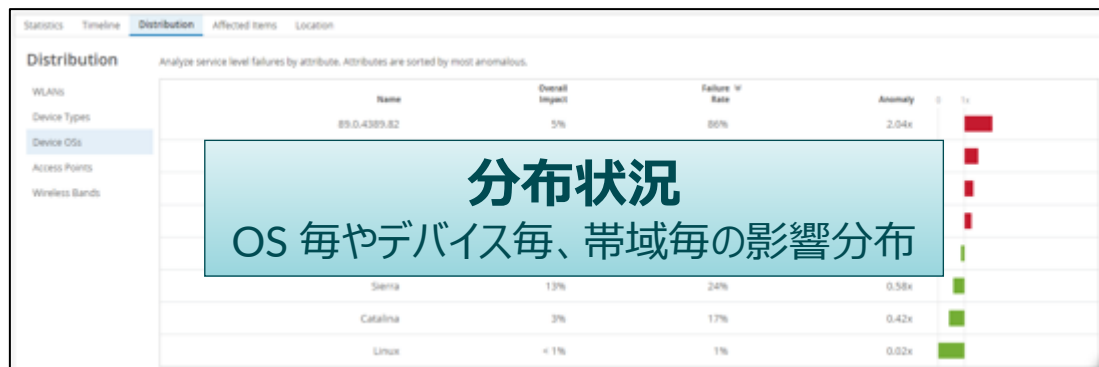 Statistics Timeline Distribution Affected Items Location
Distribution
Analyze service level failures by attribute. Attributes are sorted by most anomalous.
WLANs
Device Types
Device OSs
Access Points
Wireless Bands
Name Overall Impact Failure Rate Anomaly 0 1x
89.0.4389.82 5% 86% 2.04x
分布状況
OS 毎やデバイス毎、帯域毎の影響分布
Sierra 13% 24% 0.58x
Catalina 3% 17% 0.42x
Linux < 1% 1% 0.02x